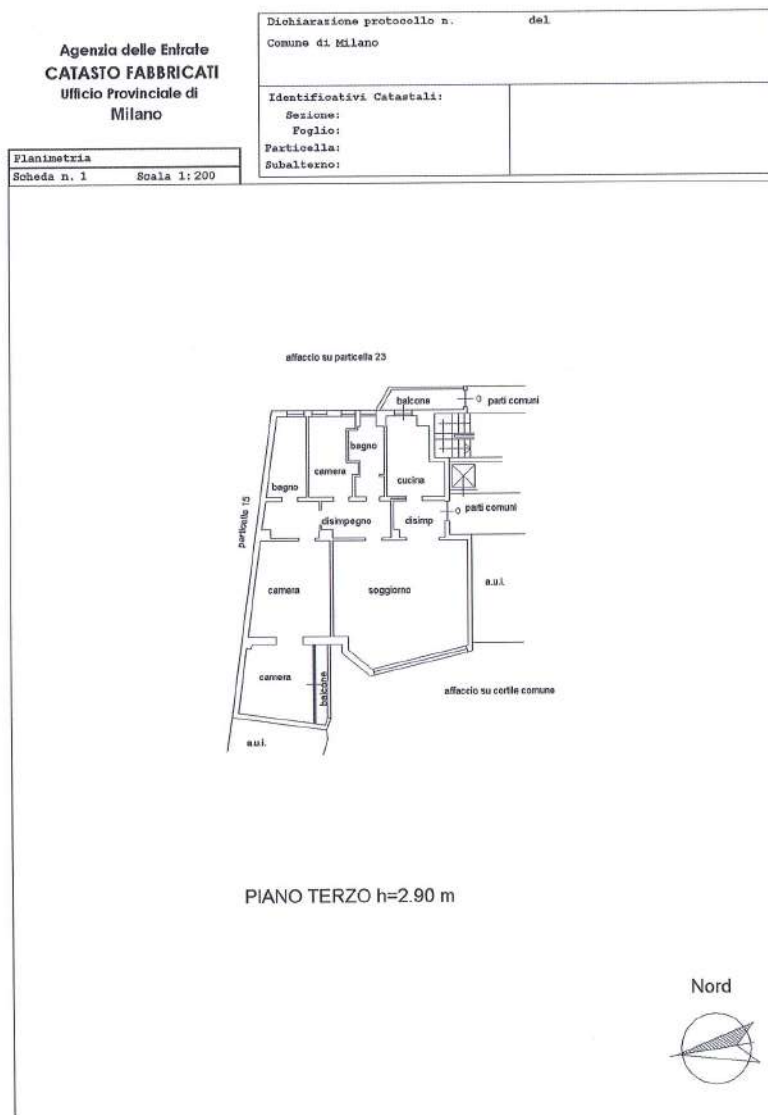 Agenzia delle Entrate
CATASTO FABBRICATI
Ufficio Provinciale di
Milano
Dichiarazione protocollo n. del
Comune di Milano
Identificativi Catastali:
Sezione:
Foglio:
Particella:
Subalterno:
Planimetria
Scheda n. 1 Scala 1:200
affaccio su particella 23
balcone
parti comuni
bagno
camera
cucina
bagno
particella 15
disimpegno
disimp
parti comuni
camera
soggiorno
a.u.i.
camera
balcone
affaccio su cortile comune
a.u.i.
PIANO TERZO h=2.90 m
Nord